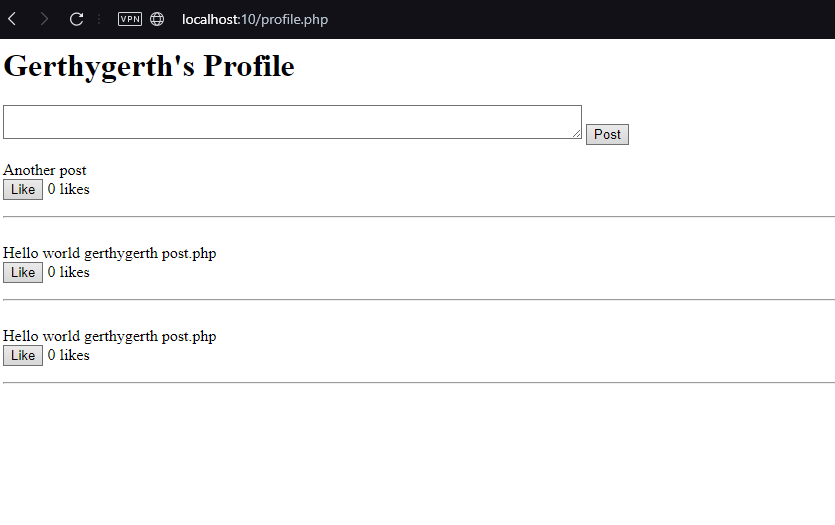 VPN localhost:10/profile.php
Gerthygerth's Profile
Post
Another post
Like 0 likes
Hello world gerthygerth post.php
Like 0 likes
Hello world gerthygerth post.php
Like 0 likes